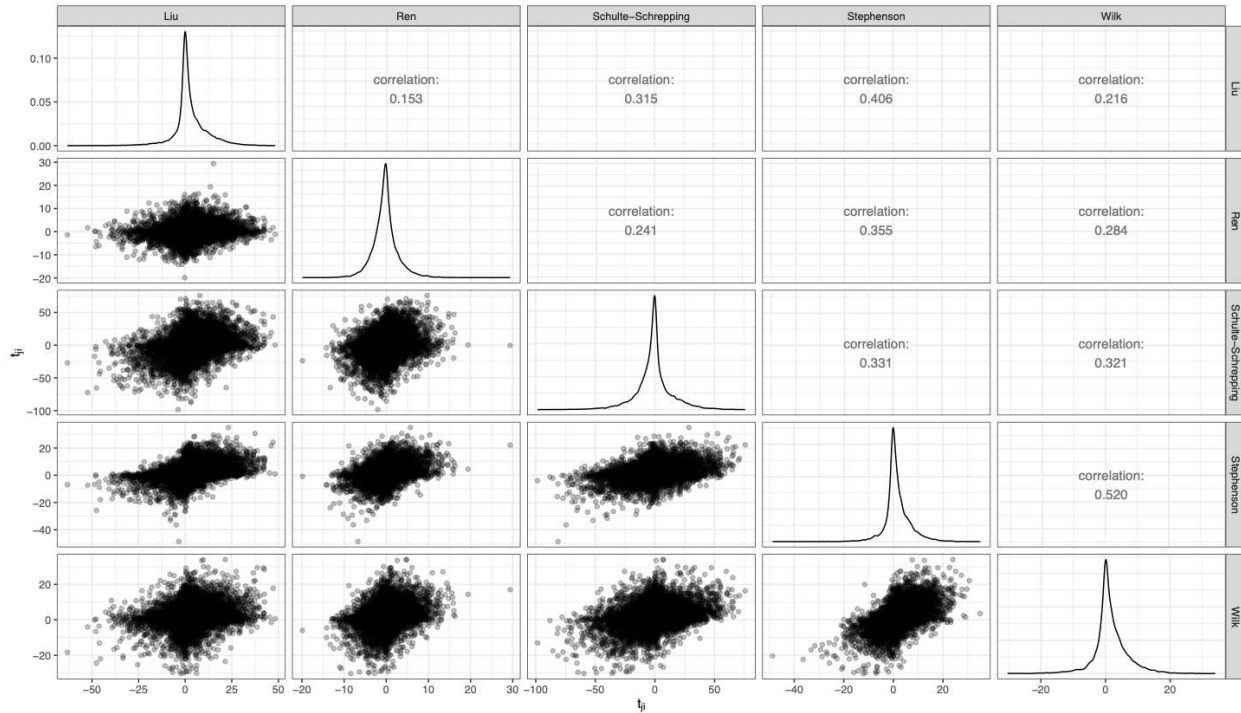 Liu Ren Schulte−Schrepping Stephenson Wilk
0.10
0.05
0.00
correlation: correlation: correlation: correlation:
0.153 0.315 0.406 0.216
Liu
30
20
10
0
−10
−20
correlation: correlation: correlation:
0.241 0.355 0.284
Ren
50
0
−50
−100
correlation: correlation:
0.331 0.321
Schulte−Schrepping
tji
20
0
−20
−40
correlation:
0.520
Stephenson
20
0
−20
Wilk
−50 −25 0 25 50 −20 −10 0 10 20 30 −100 −50 0 50 −40 −20 0 20 −20 0 20
tji